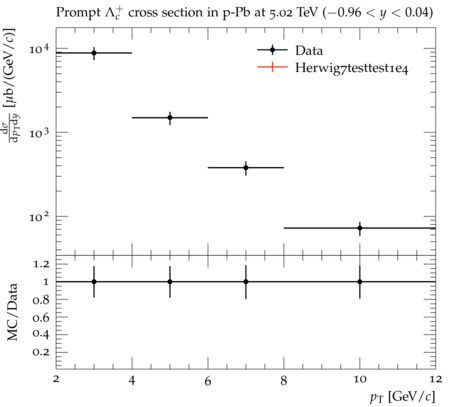 Prompt Λc+ cross section in p-Pb at 5.02 TeV (−0.96 < y < 0.04)
dσ/dpTdy [μb/(GeV/c)]
10^4
10^3
10^2
Data
Herwig7testtest1e4
MC/Data
1.2
1
0.8
0.6
0.4
0.2
2 4 6 8 10 12
pT [GeV/c]